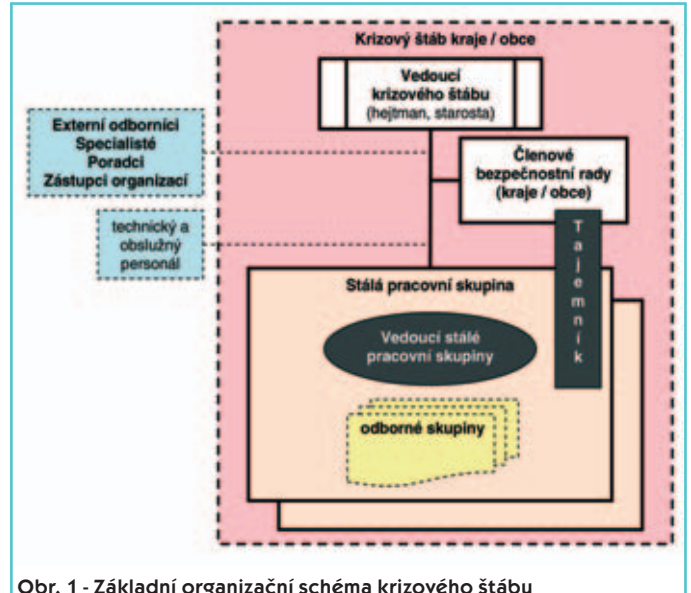 Krizový štáb kraje / obce
Vedoucí
krizového štábu
(hejtman, starosta)
Externí odborníci
Specialisté
Poradci
Zástupci organizací
Členové
bezpečnostní rady
(kraje / obce)
technický a
obslužný
personál
Tajemník
Stálá pracovní skupina
Vedoucí stálé
pracovní skupiny
odborné skupiny
Obr. 1 - Základní organizační schéma krizového štábu